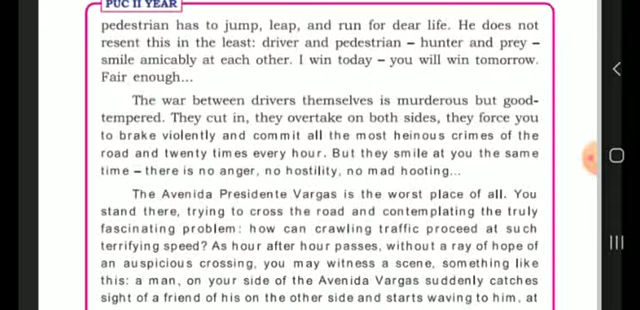 PUC II YEAR
pedestrian has to jump, leap, and run for dear life. He does not
resent this in the least: driver and pedestrian – hunter and prey –
smile amicably at each other. I win today – you will win tomorrow.
Fair enough...
The war between drivers themselves is murderous but good-
tempered. They cut in, they overtake on both sides, they force you
to brake violently and commit all the most heinous crimes of the
road and twenty times every hour. But they smile at you the same
time – there is no anger, no hostility, no mad hooting...
The Avenida Presidente Vargas is the worst place of all. You
stand there, trying to cross the road and contemplating the truly
fascinating problem: how can crawling traffic proceed at such
terrifying speed? As hour after hour passes, without a ray of hope of
an auspicious crossing, you may witness a scene, something like
this: a man, on your side of the Avenida Vargas suddenly catches
sight of a friend of his on the other side and starts waving to him, at